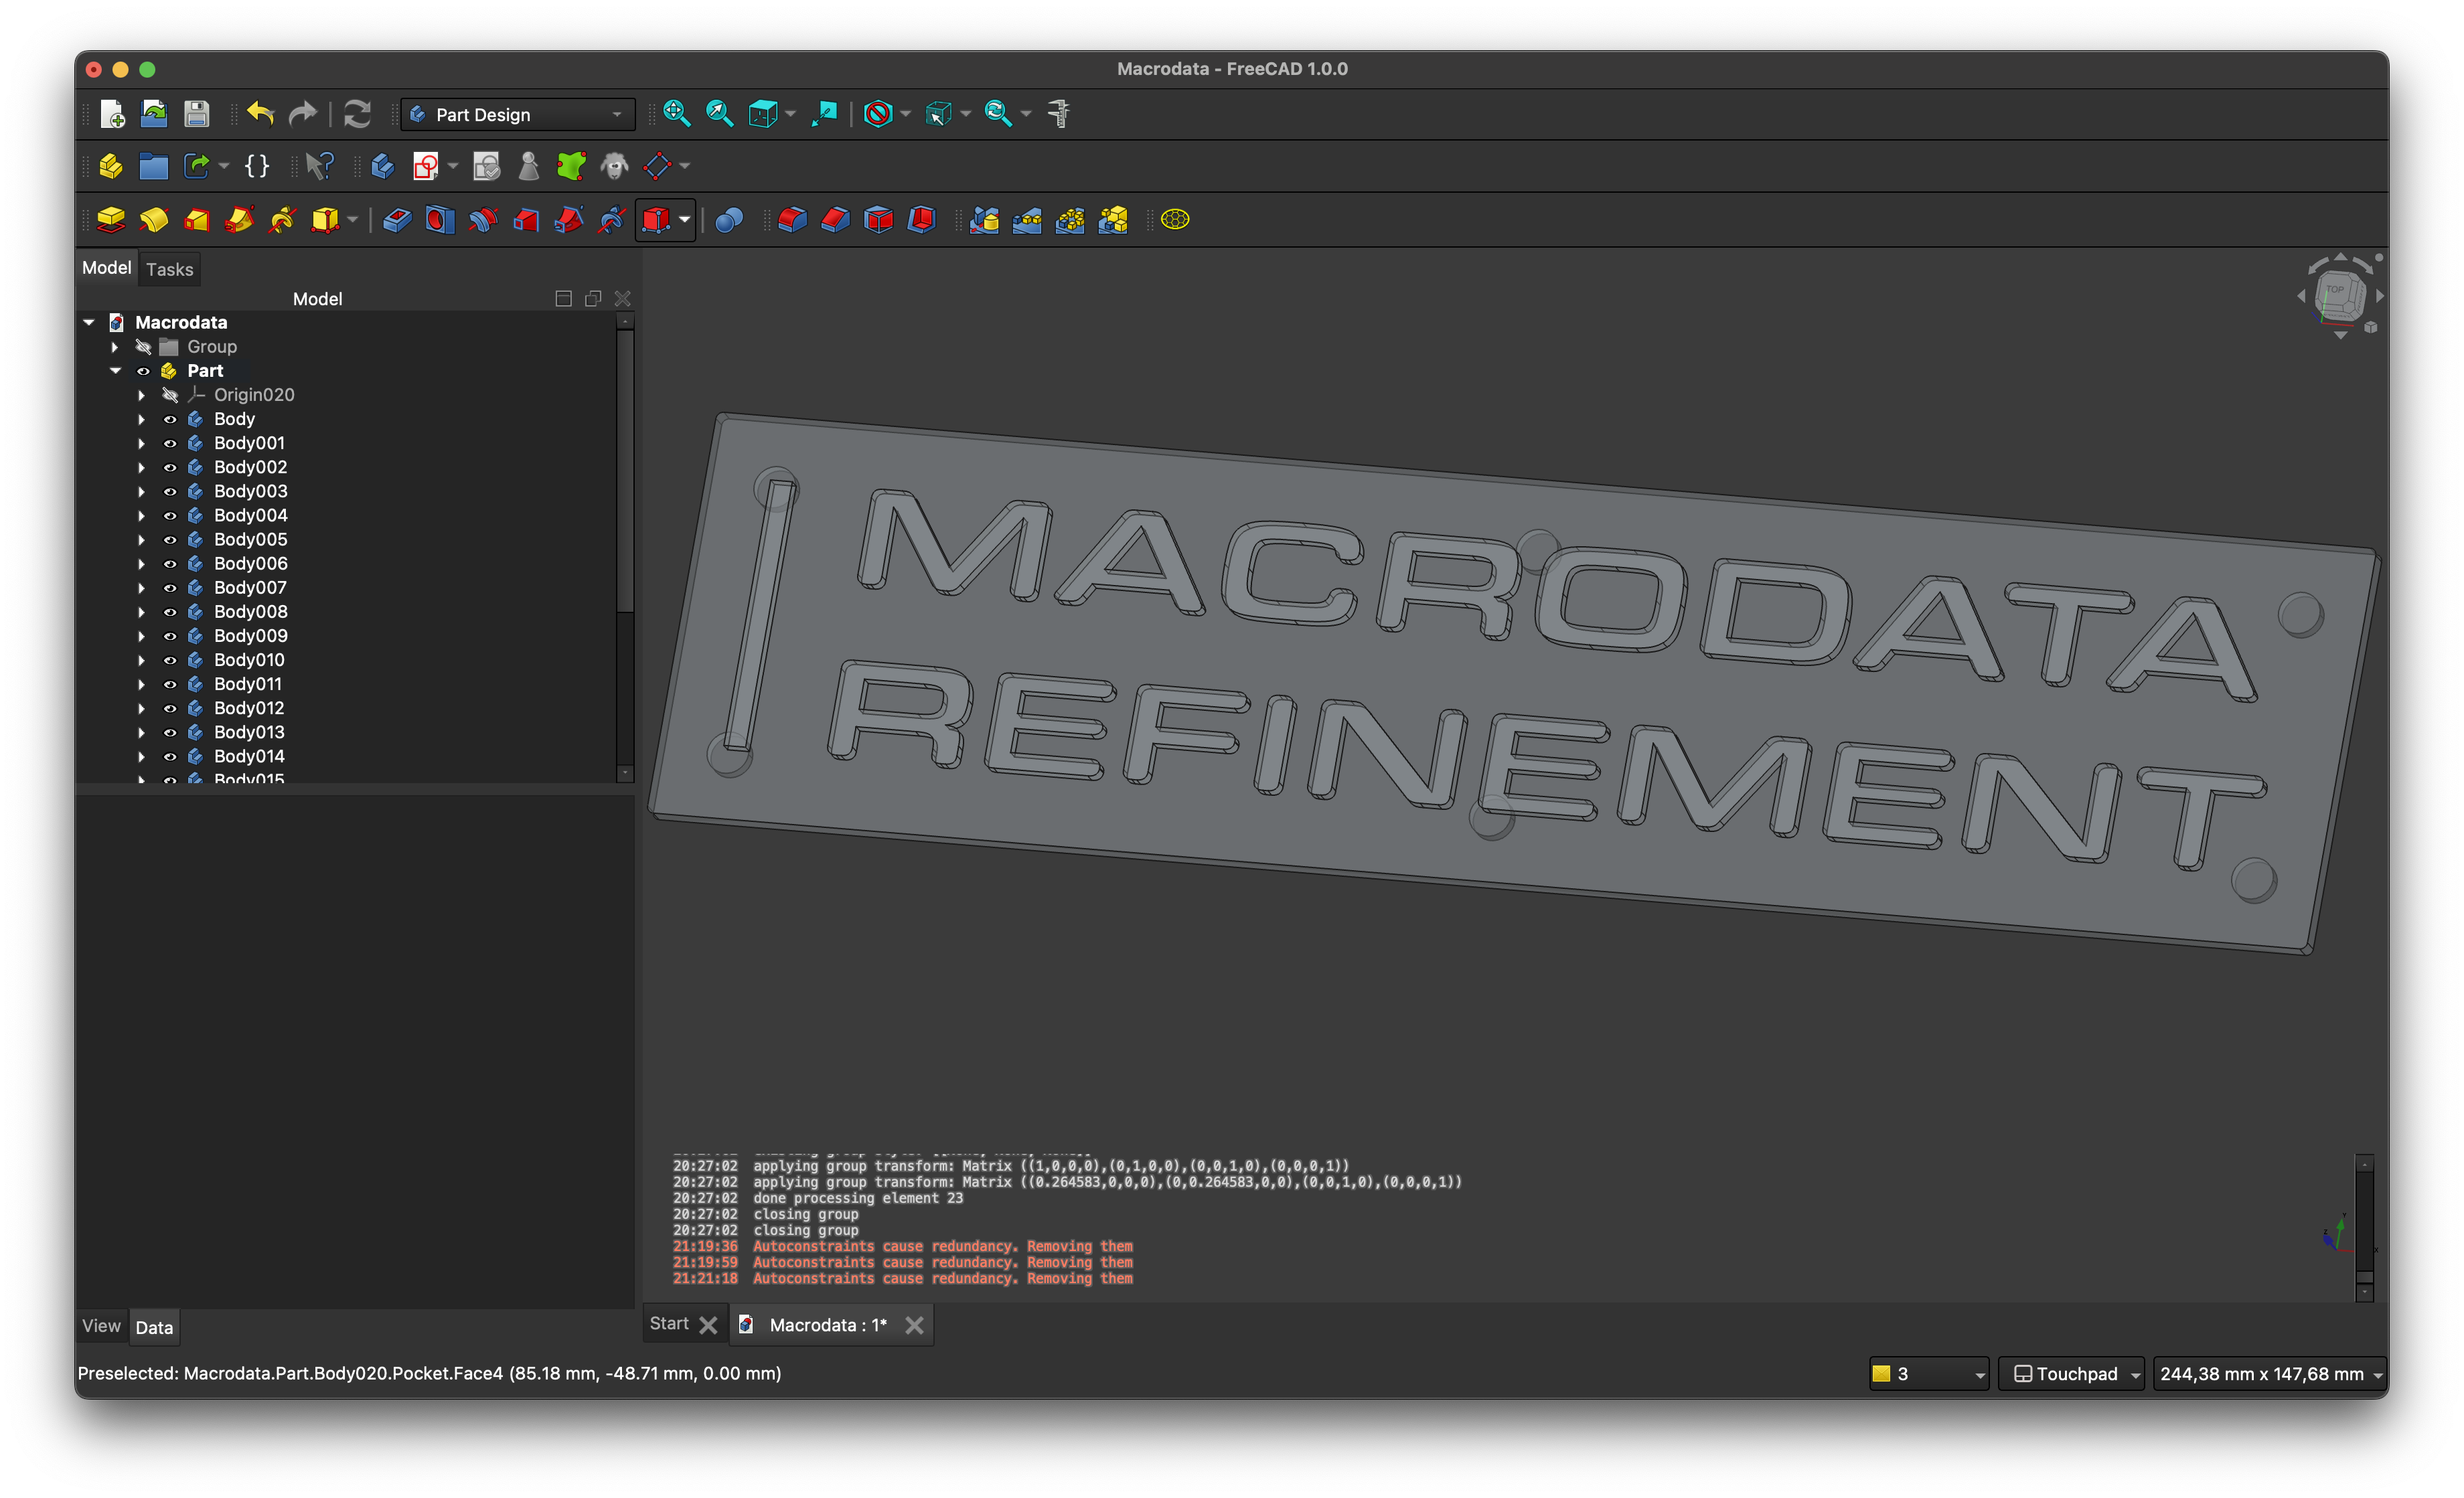 Macrodata - FreeCAD 1.0.0
Part Design
Model
Tasks
Model
Macrodata
Group
Part
Origin020
Body
Body001
Body002
Body003
Body004
Body005
Body006
Body007
Body008
Body009
Body010
Body011
Body012
Body013
Body014
Body015
TOP
MACRODATA
REFINEMENT
20:27:02 applying group transform: Matrix ((1,0,0,0),(0,1,0,0),(0,0,1,0),(0,0,0,1))
20:27:02 applying group transform: Matrix ((0.264583,0,0,0),(0,0.264583,0,0),(0,0,1,0),(0,0,0,1))
20:27:02 done processing element 23
20:27:02 closing group
20:27:02 closing group
21:19:36 Autoconstraints cause redundancy. Removing them
21:19:59 Autoconstraints cause redundancy. Removing them
21:21:18 Autoconstraints cause redundancy. Removing them
View
Data
Start
Macrodata : 1*
Preselected: Macrodata.Part.Body020.Pocket.Face4 (85.18 mm, -48.71 mm, 0.00 mm)
3
Touchpad
244,38 mm x 147,68 mm